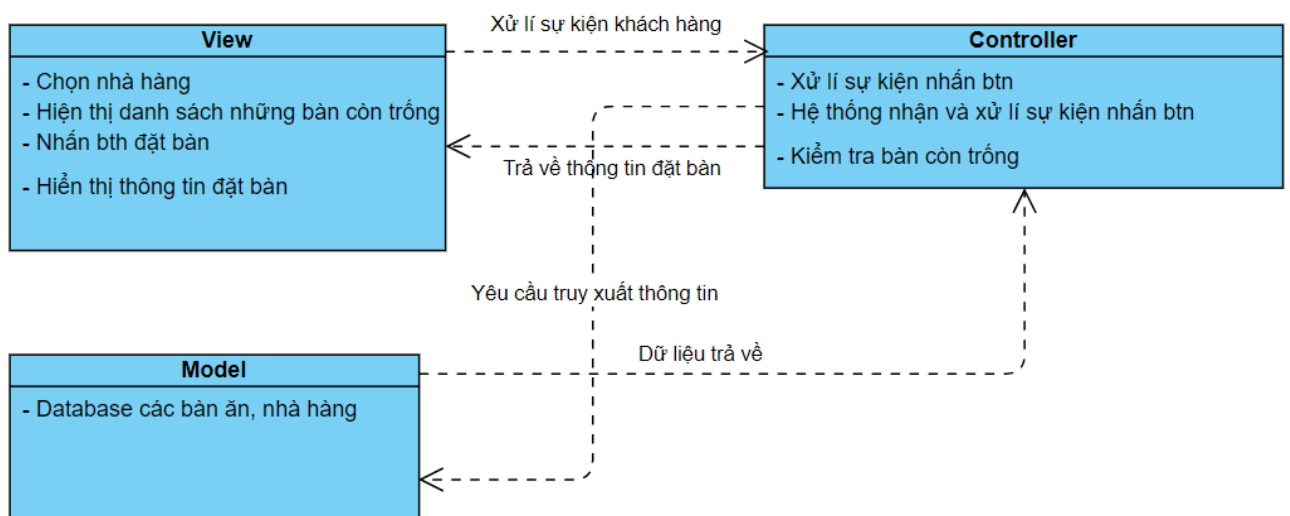 Xử lí sự kiện khách hàng
View
- Chọn nhà hàng
- Hiện thị danh sách những bàn còn trống
- Nhấn bth đặt bàn
- Hiển thị thông tin đặt bàn
Controller
- Xử lí sự kiện nhấn btn
- Hệ thống nhận và xử lí sự kiện nhấn btn
- Kiểm tra bàn còn trống
Trả về thông tin đặt bàn
Yêu cầu truy xuất thông tin
Dữ liệu trả về
Model
- Database các bàn ăn, nhà hàng